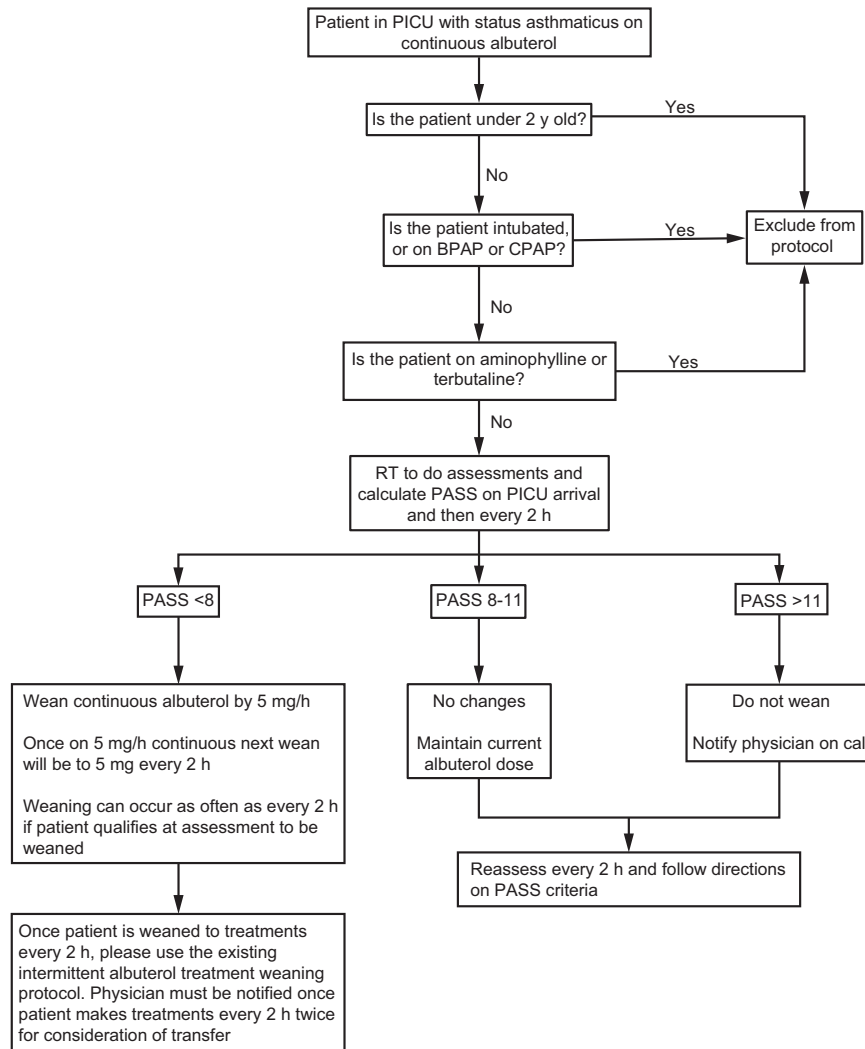 Patient in PICU with status asthmaticus on
continuous albuterol
Is the patient under 2 y old?
Yes
No
Is the patient intubated,
or on BPAP or CPAP?
Yes
Exclude from
protocol
No
Is the patient on aminophylline or
terbutaline?
Yes
No
RT to do assessments and
calculate PASS on PICU arrival
and then every 2 h
PASS <8
PASS 8-11
PASS >11
Wean continuous albuterol by 5 mg/h
Once on 5 mg/h continuous next wean
will be to 5 mg every 2 h
Weaning can occur as often as every 2 h
if patient qualifies at assessment to be
weaned
No changes
Maintain current
albuterol dose
Do not wean
Notify physician on cal
Reassess every 2 h and follow directions
on PASS criteria
Once patient is weaned to treatments
every 2 h, please use the existing
intermittent albuterol treatment weaning
protocol. Physician must be notified once
patient makes treatments every 2 h twice
for consideration of transfer